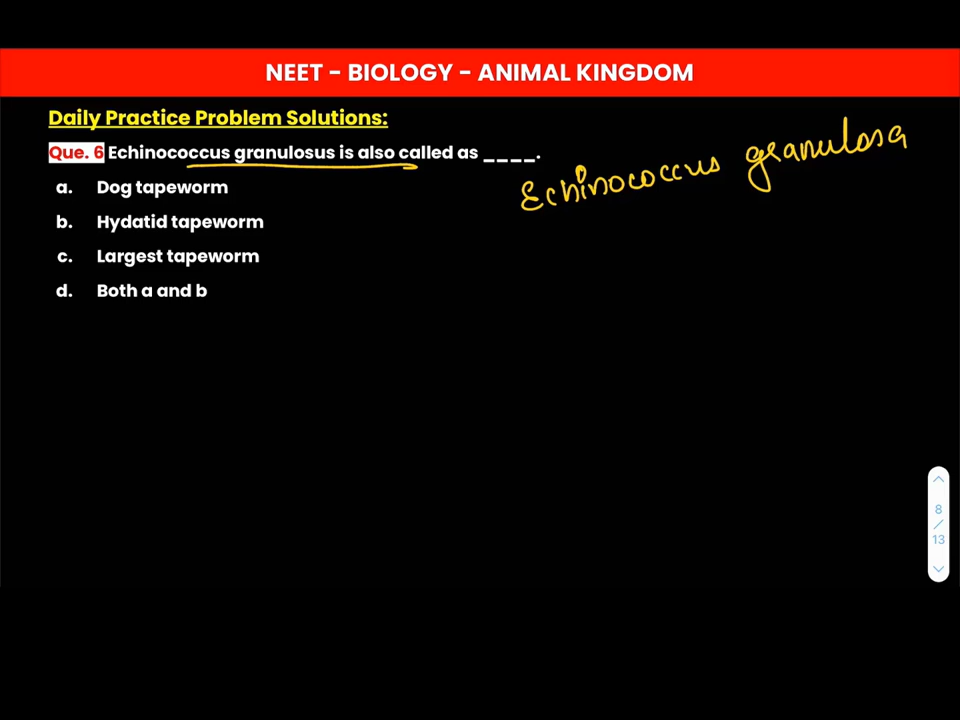 NEET - BIOLOGY - ANIMAL KINGDOM
Daily Practice Problem Solutions:
Que. 6 Echinococcus granulosus is also called as ____.
Echinococcus granulosa
a. Dog tapeworm
b. Hydatid tapeworm
c. Largest tapeworm
d. Both a and b
8
/
13